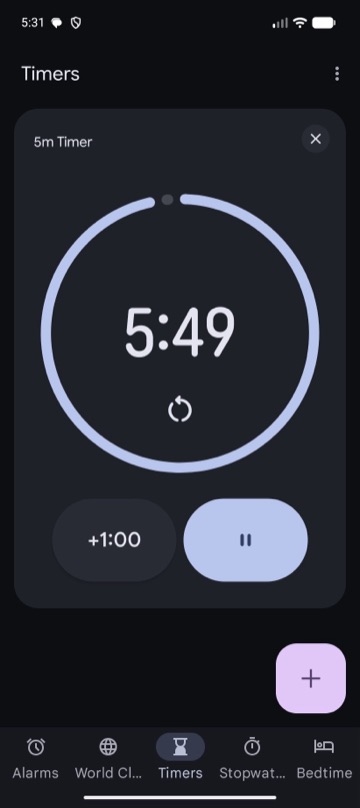 5:31
Timers
5m Timer
5:49
+1:00
Alarms
World Cl...
Timers
Stopwat...
Bedtime